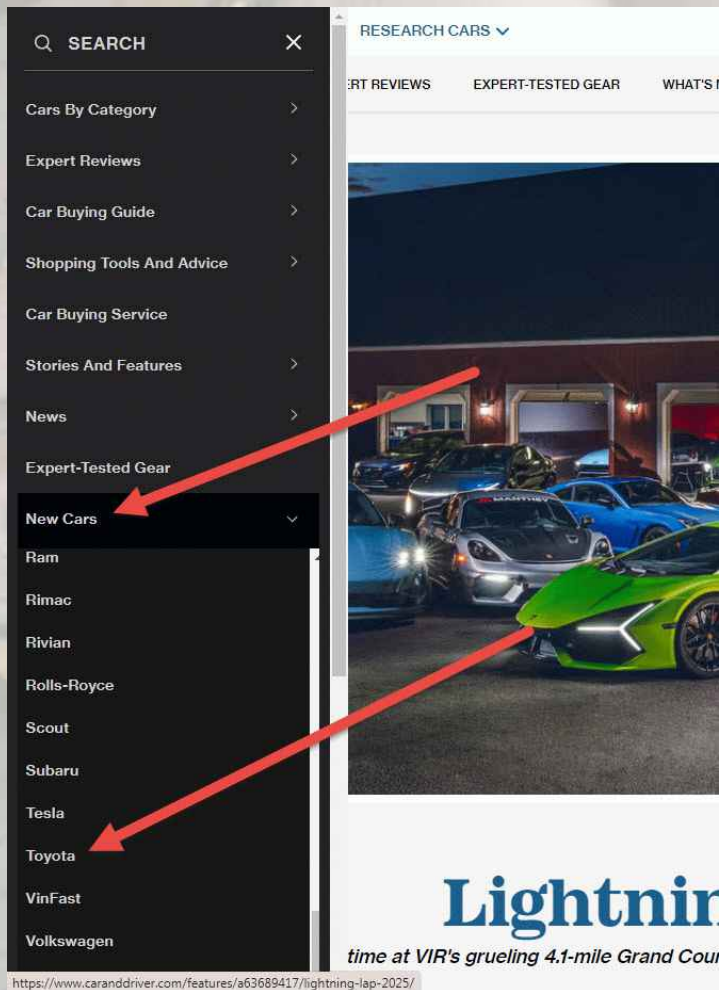 SEARCH
Cars By Category
Expert Reviews
Car Buying Guide
Shopping Tools And Advice
Car Buying Service
Stories And Features
News
Expert-Tested Gear
New Cars
Ram
Rimac
Rivian
Rolls-Royce
Scout
Subaru
Tesla
Toyota
VinFast
Volkswagen
https://www.caranddriver.com/features/a63689417/lightning-lap-2025/
RESEARCH CARS
ERT REVIEWS EXPERT-TESTED GEAR WHAT'S
MANTHEY
Lightnin
time at VIR's grueling 4.1-mile Grand Cour